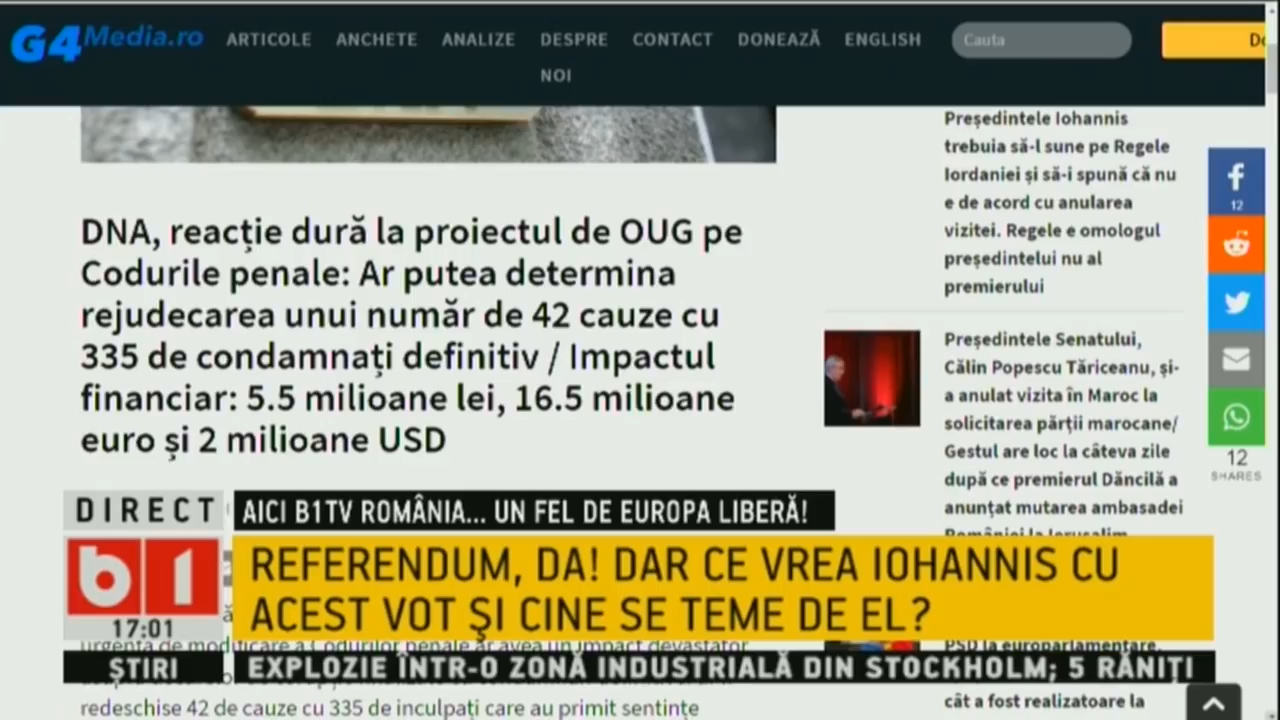 G4Media.ro
ARTICOLE ANCHETE ANALIZE DESPRE NOI CONTACT DONEAZĂ ENGLISH
Cauta
DNA, reacție dură la proiectul de OUG pe
Codurile penale: Ar putea determina
rejudecarea unui număr de 42 cauze cu
335 de condamnați definitiv / Impactul
financiar: 5.5 milioane lei, 16.5 milioane
euro și 2 milioane USD
Președintele Iohannis
trebuia să-l sune pe Regele
Iordaniei și să-i spună că nu
e de acord cu anularea
vizitei. Regele e omologul
președintelui nu al
premierului
Președintele Senatului,
Călin Popescu Tăriceanu, și-
a anulat vizita în Maroc la
solicitarea părții marocane/
Gestul are loc la câteva zile
după ce premierul Dăncilă a
anunțat mutarea ambasadei
României la Ierusalim
12
12
SHARES
DIRECT
AICI B1TV ROMÂNIA... UN FEL DE EUROPA LIBERĂ!
b1
17:01
REFERENDUM, DA! DAR CE VREA IOHANNIS CU
ACEST VOT ŞI CINE SE TEME DE EL?
urgență de modificare a Codurilor penale ar avea un impact devastator
PSD la europarlamentare,
ȘTIRI
EXPLOZIE ÎNTR-O ZONĂ INDUSTRIALĂ DIN STOCKHOLM; 5 RĂNIȚI
redeschise 42 de cauze cu 335 de inculpați care au primit sentințe
cât a fost realizatoare la